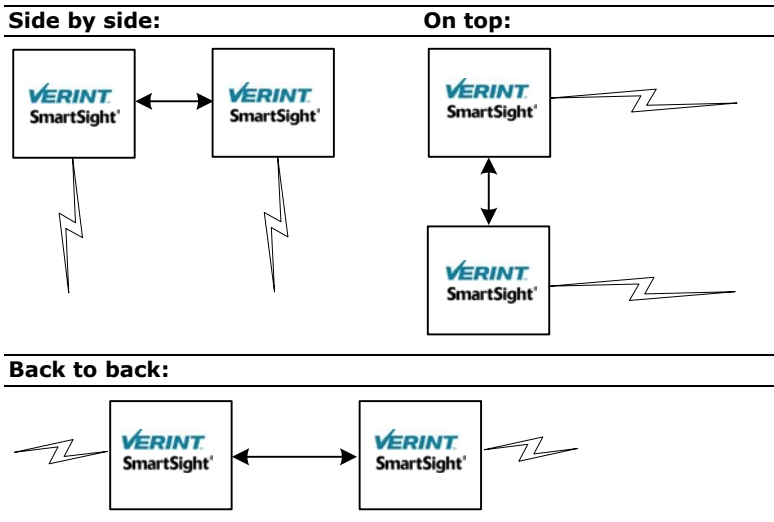 Side by side:
On top:
VERINT.
SmartSight
VERINT.
SmartSight
VERINT.
SmartSight
VERINT.
SmartSight
Back to back:
VERINT.
SmartSight
VERINT.
SmartSight